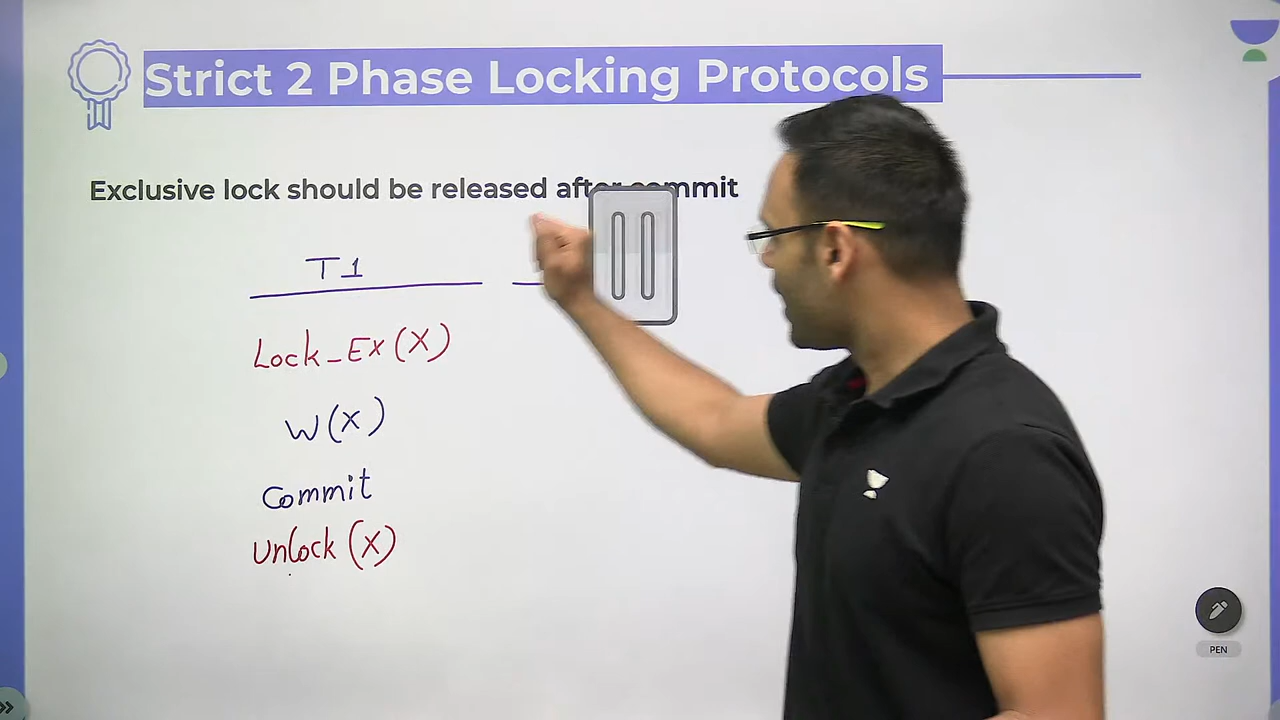 Strict 2 Phase Locking Protocols
Exclusive lock should be released after commit
T1
Lock_Ex(X)
W(X)
Commit
Unlock(X)
PEN